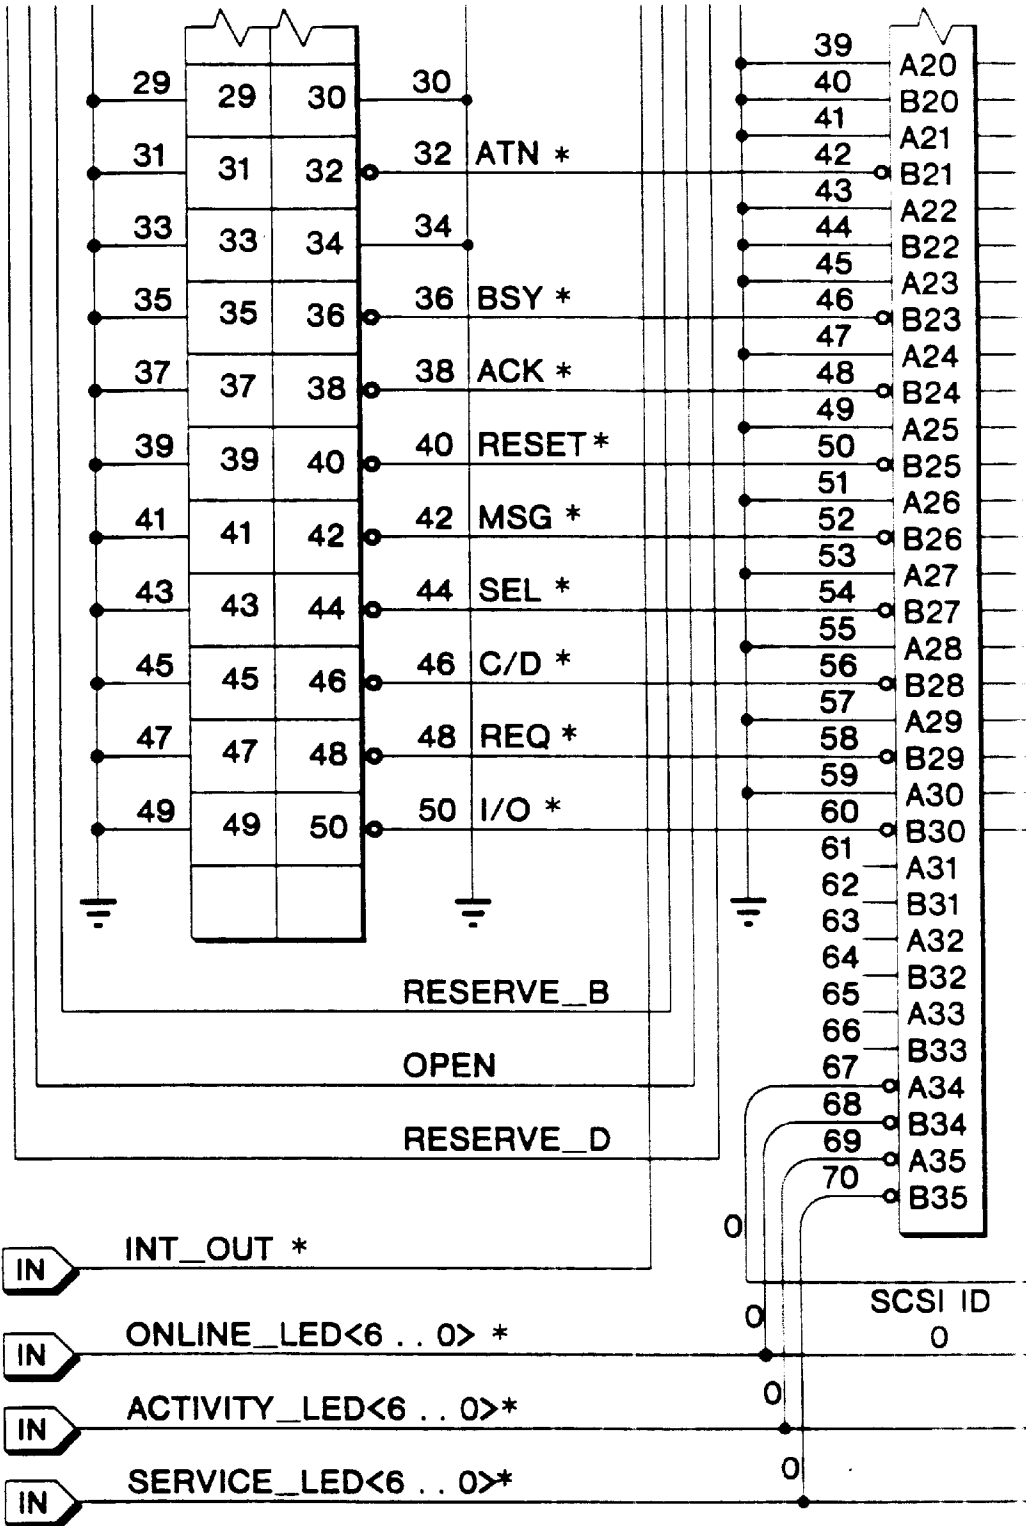 39
A20
29 29 30 30
40
B20
41
A21
31 31 32 32 ATN *
42
B21
43
A22
33 33 34 34
44
B22
45
A23
35 35 36 36 BSY *
46
B23
47
A24
37 37 38 38 ACK *
48
B24
49
A25
39 39 40 40 RESET *
50
B25
51
A26
41 41 42 42 MSG *
52
B26
53
A27
43 43 44 44 SEL *
54
B27
55
A28
45 45 46 46 C/D *
56
B28
57
A29
47 47 48 48 REQ *
58
B29
59
A30
49 49 50 50 I/O *
60
B30
61
A31
62
B31
63
A32
64
B32
RESERVE_B
65
A33
66
B33
OPEN
67
A34
68
B34
RESERVE_D
69
A35
70
B35
0
IN INT_OUT *
SCSI ID
0
0
IN ONLINE_LED<6 . . 0> *
0
IN ACTIVITY_LED<6 . . 0>*
0
IN SERVICE_LED<6 . . 0>*